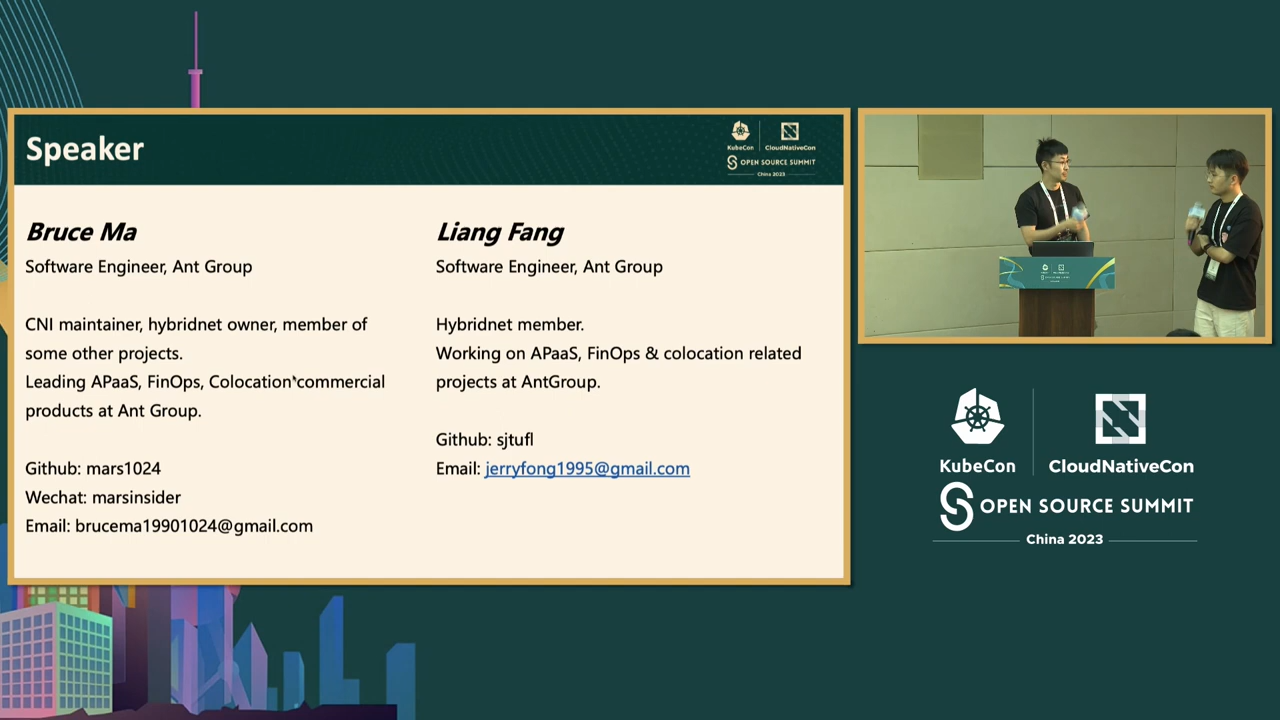 Speaker
KubeCon
CloudNativeCon
OPEN SOURCE SUMMIT
China 2023
Bruce Ma
Software Engineer, Ant Group
CNI maintainer, hybridnet owner, member of
some other projects.
Leading APaaS, FinOps, Colocation commercial
products at Ant Group.
Github: mars1024
Wechat: marsinsider
Email: brucema19901024@gmail.com
Liang Fang
Software Engineer, Ant Group
Hybridnet member.
Working on APaaS, FinOps & colocation related
projects at AntGroup.
Github: sjtufl
Email: jerryfong1995@gmail.com
KubeCon
CloudNativeCon
OPEN SOURCE SUMMIT
China 2023